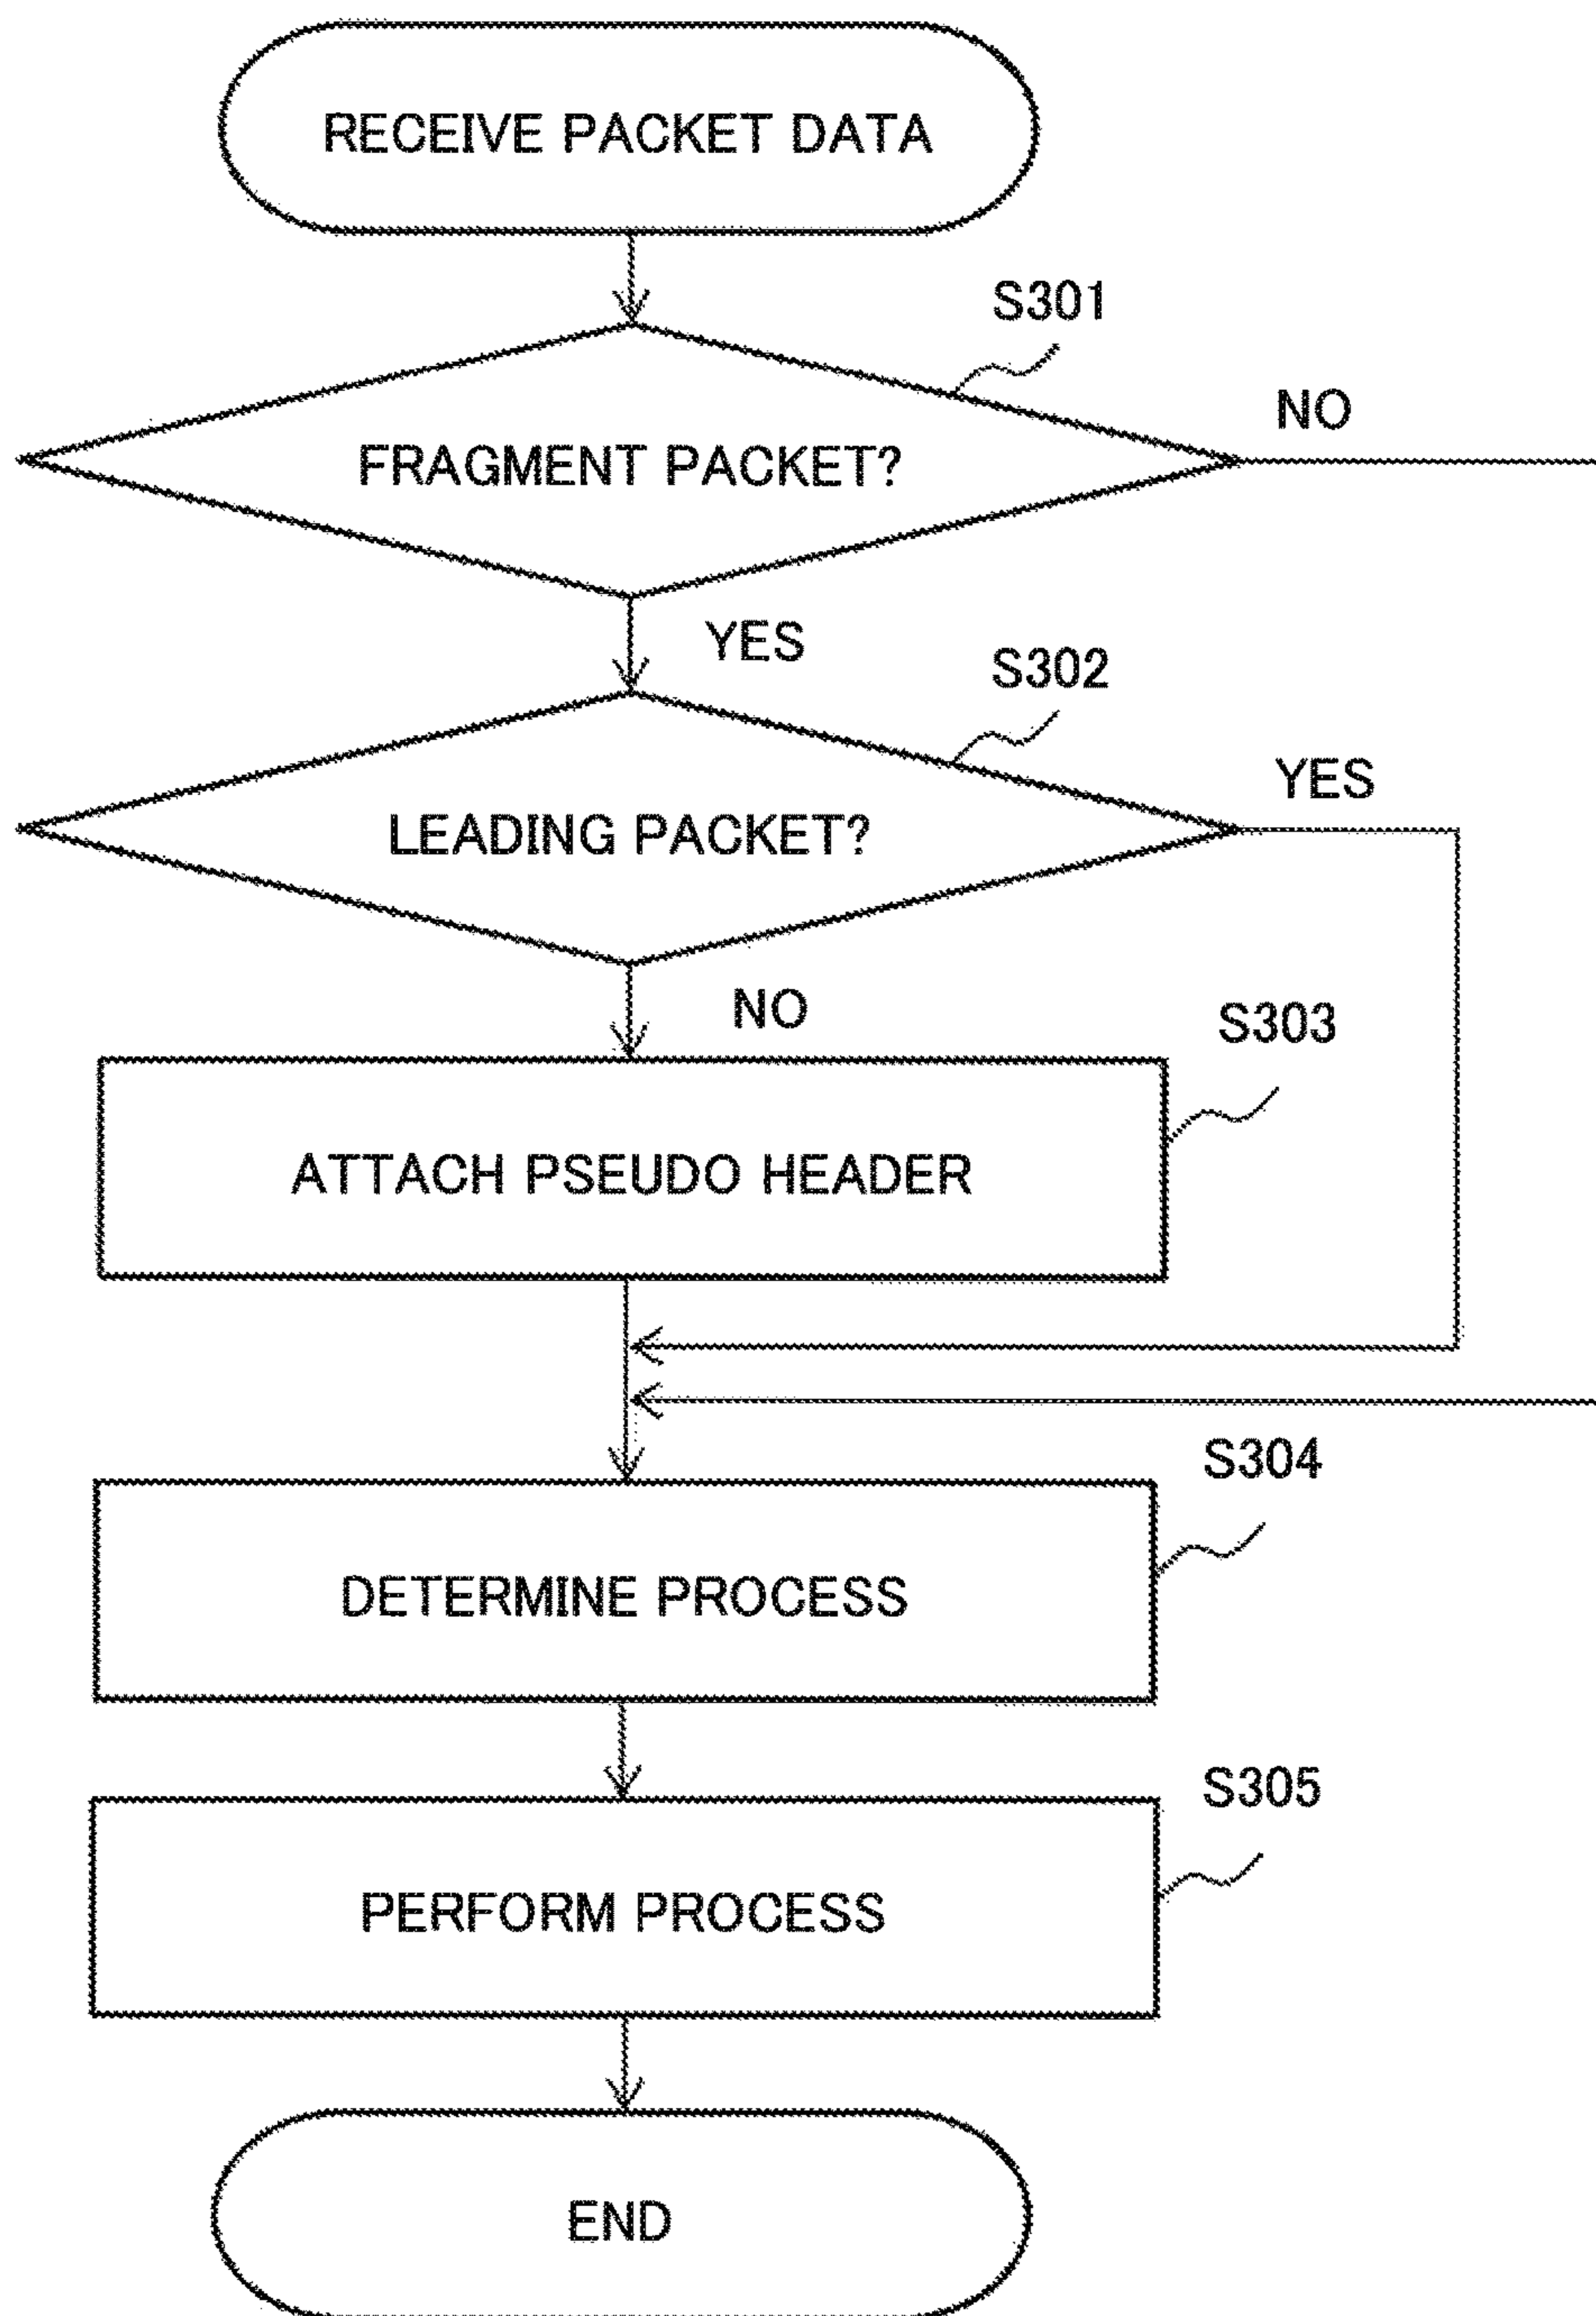 RECEIVE PACKET DATA
S301
NO
FRAGMENT PACKET?
YES
S302
YES
LEADING PACKET?
NO
S303
ATTACH PSEUDO HEADER
S304
DETERMINE PROCESS
S305
PERFORM PROCESS
END